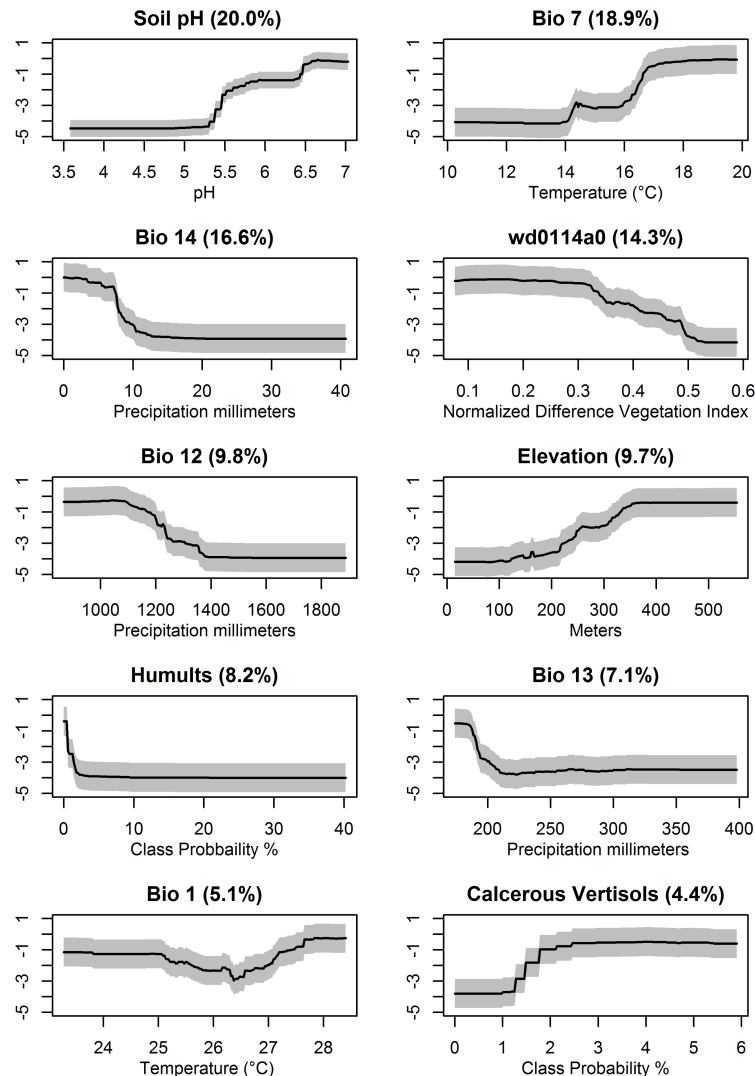 Soil pH (20.0%)
1
-1
-3
-5
3.5 4 4.5 5 5.5 6 6.5 7
pH
Bio 7 (18.9%)
1
-1
-3
-5
10 12 14 16 18 20
Temperature (°C)
Bio 14 (16.6%)
1
-1
-3
-5
0 10 20 30 40
Precipitation millimeters
wd0114a0 (14.3%)
1
-1
-3
-5
0.1 0.2 0.3 0.4 0.5 0.6
Normalized Difference Vegetation Index
Bio 12 (9.8%)
1
-1
-3
-5
1000 1200 1400 1600 1800
Precipitation millimeters
Elevation (9.7%)
1
-1
-3
-5
0 100 200 300 400 500
Meters
Humults (8.2%)
1
-1
-3
-5
0 10 20 30 40
Class Probbaility %
Bio 13 (7.1%)
1
-1
-3
-5
200 250 300 350 400
Precipitation millimeters
Bio 1 (5.1%)
1
-1
-3
-5
24 25 26 27 28
Temperature (°C)
Calcerous Vertisols (4.4%)
1
-1
-3
-5
0 1 2 3 4 5 6
Class Probability %